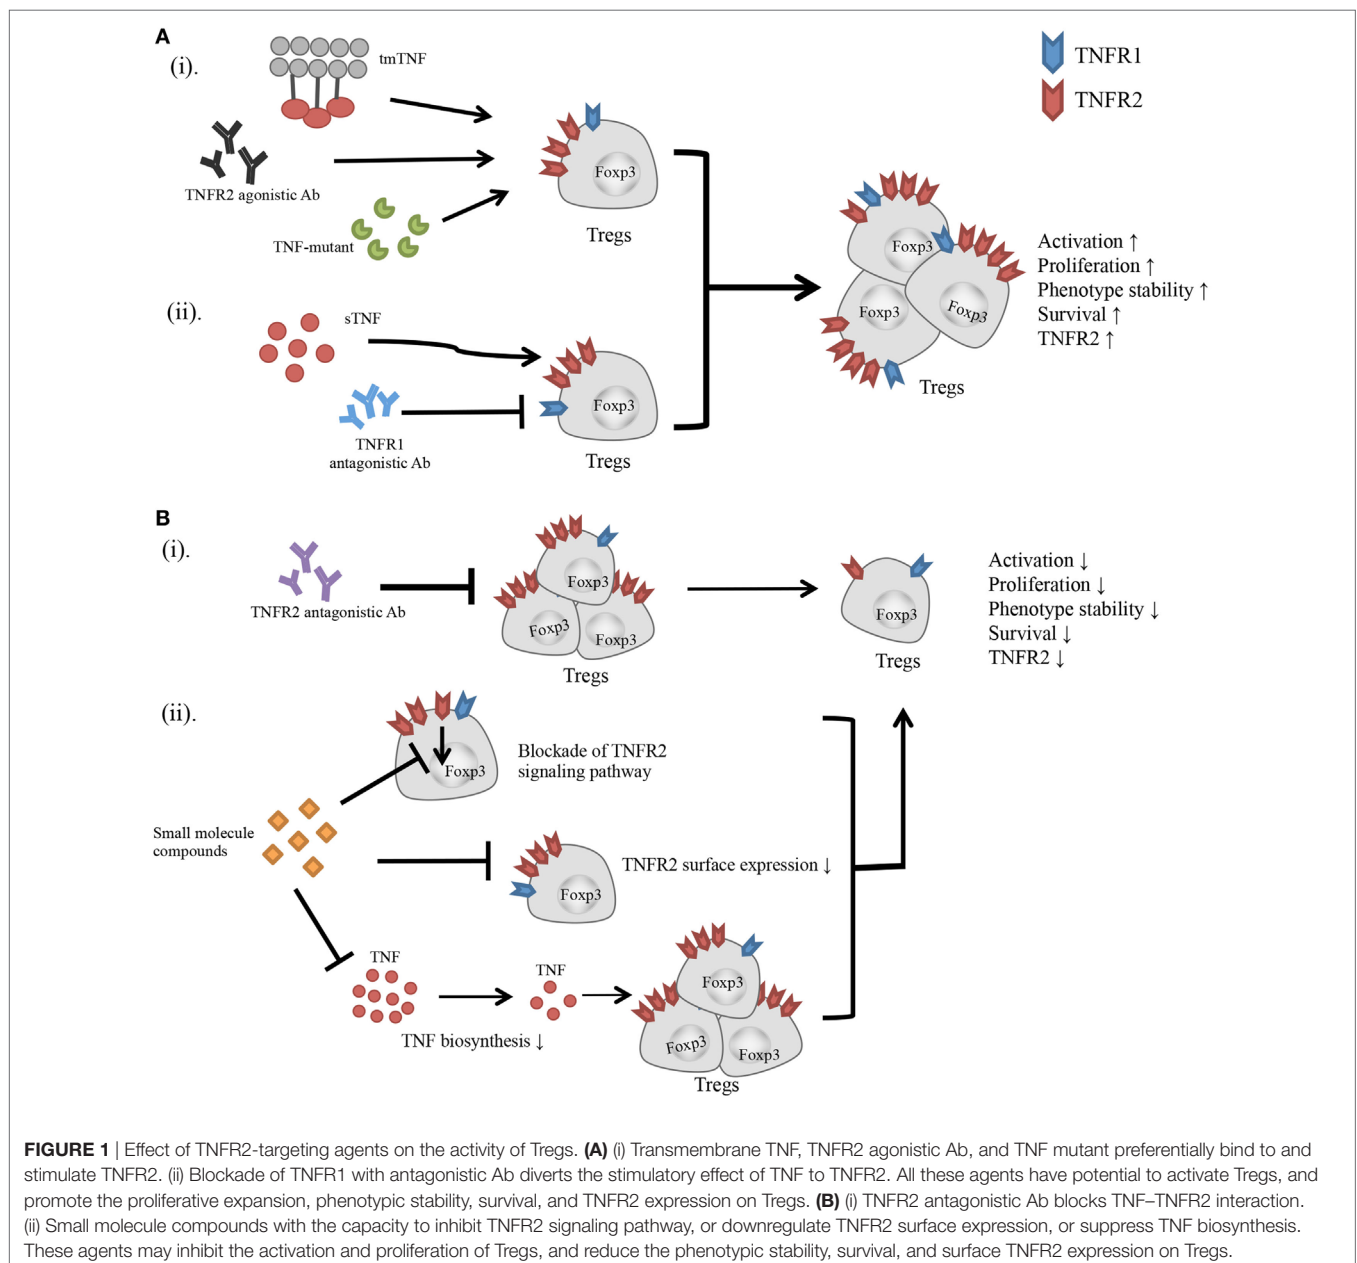 A
(i).
tmTNF
TNFR1
TNFR2
TNFR2 agonistic Ab
TNF-mutant
Foxp3
Tregs
(ii).
sTNF
TNFR1
antagonistic Ab
Foxp3
Tregs
Foxp3
Foxp3
Foxp3
Tregs
Activation ↑
Proliferation ↑
Phenotype stability ↑
Survival ↑
TNFR2 ↑
B
(i).
TNFR2 antagonistic Ab
Foxp3
Foxp3
Foxp3
Tregs
Foxp3
Tregs
Activation ↓
Proliferation ↓
Phenotype stability ↓
Survival ↓
TNFR2 ↓
(ii).
Small molecule
compounds
Foxp3
Blockade of TNFR2
signaling pathway
Foxp3
TNFR2 surface expression ↓
TNF
TNF
TNF biosynthesis ↓
Foxp3
Foxp3
Foxp3
Tregs
FIGURE 1 | Effect of TNFR2-targeting agents on the activity of Tregs. (A) (i) Transmembrane TNF, TNFR2 agonistic Ab, and TNF mutant preferentially bind to and
stimulate TNFR2. (ii) Blockade of TNFR1 with antagonistic Ab diverts the stimulatory effect of TNF to TNFR2. All these agents have potential to activate Tregs, and
promote the proliferative expansion, phenotypic stability, survival, and TNFR2 expression on Tregs. (B) (i) TNFR2 antagonistic Ab blocks TNF–TNFR2 interaction.
(ii) Small molecule compounds with the capacity to inhibit TNFR2 signaling pathway, or downregulate TNFR2 surface expression, or suppress TNF biosynthesis.
These agents may inhibit the activation and proliferation of Tregs, and reduce the phenotypic stability, survival, and surface TNFR2 expression on Tregs.